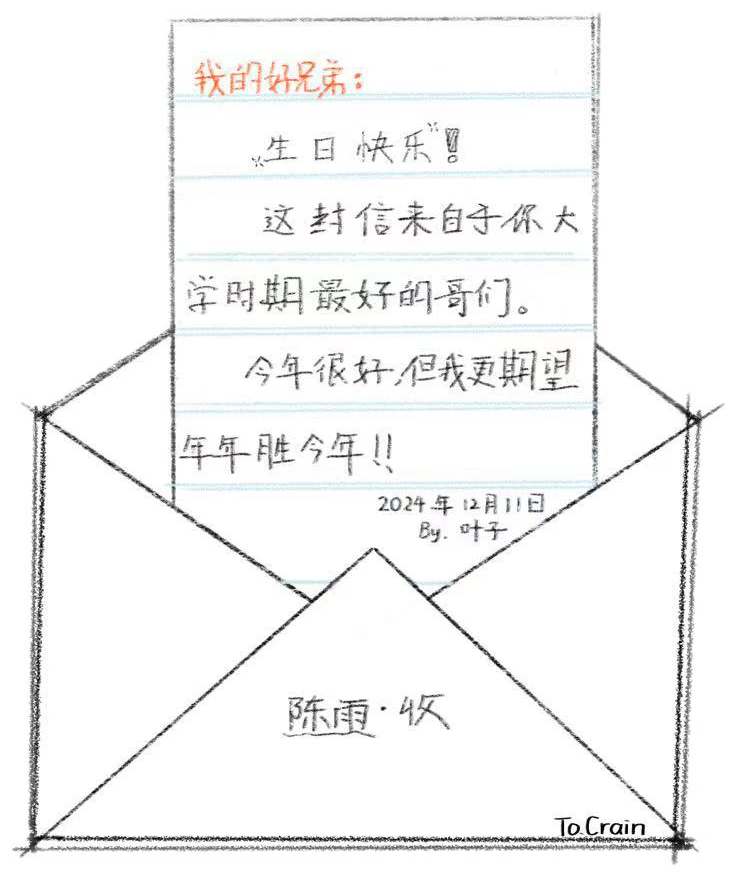 我的好兄弟：
“生日快乐”！
这封信来自于你大
学时期最好的哥们。
今年很好，但我更期望
年年胜今年！！
2024年12月11日
By. 叶子
陈雨·收
To Crain